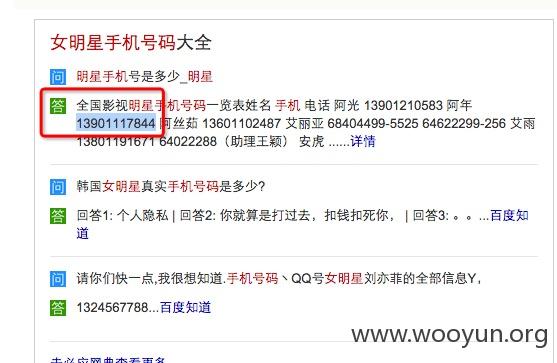 女明星手机号码大全
问 明星手机号是多少_明星
答 全国影视明星手机号码一览表姓名 手机 电话 阿光 13901210583 阿年
13901117844 阿丝茹 13601102487 艾丽亚 68404499-5525 64622299-256 艾雨
13801191671 64022288（助理王颖） 安虎 ......详情
问 韩国女明星真实手机号码是多少?
答 回答1: 个人隐私 | 回答2: 你就算是打过去，扣钱扣死你， | 回答3: 。。...百度知
道
问 请你们快一点,我很想知道.手机号码丶QQ号女明星刘亦菲的全部信息Y,
答 1324567788...百度知道
www.wooyun.org